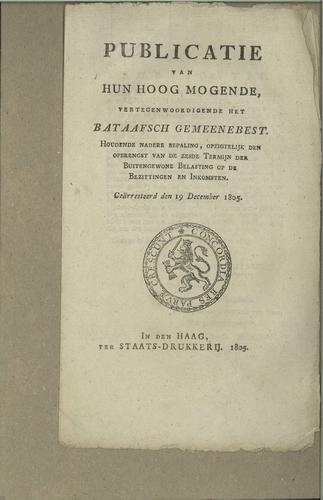 PUBLICATIE
VAN
HUN HOOG MOGENDE,
VERTEGENWOORDIGENDE HET
BATAAFSCH GEMEENEBEST.
HOUDENDE NADERE BEPALING, OPZIGTELIJK DEN
OPBRENGST VAN DE ZESDE TERMIJN DER
BUITENGEWONE BELASTING OP DE
BEZITTINGEN EN INKOMSTEN.
Geärresteerd den 19 December 1805.
CONCORDIA RES PARVÆ CRESCUNT
IN DEN HAAG,
TER STAATS-DRUKKERIJ. 1805.